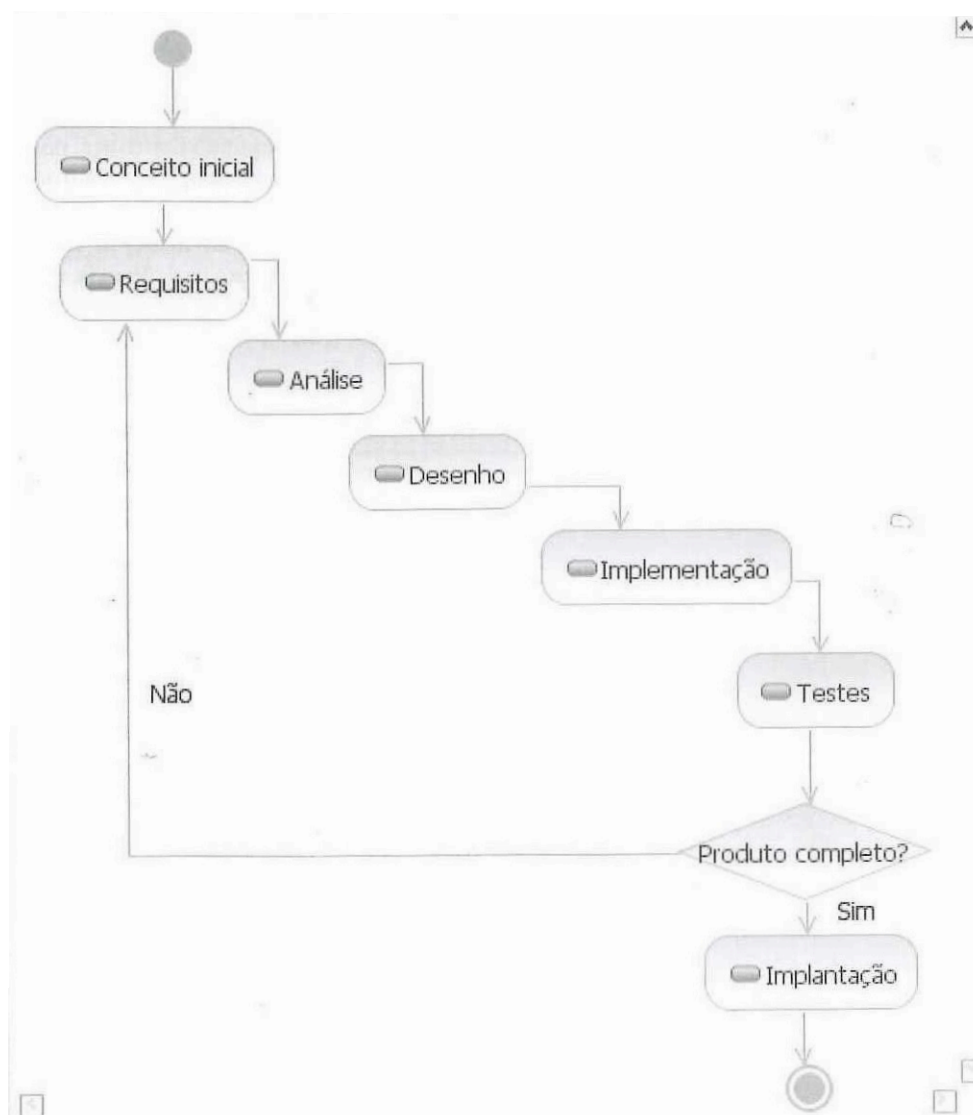 Conceito inicial
Requisitos
Análise
Desenho
Implementação
Testes
Não
Produto completo?
Sim
Implantação